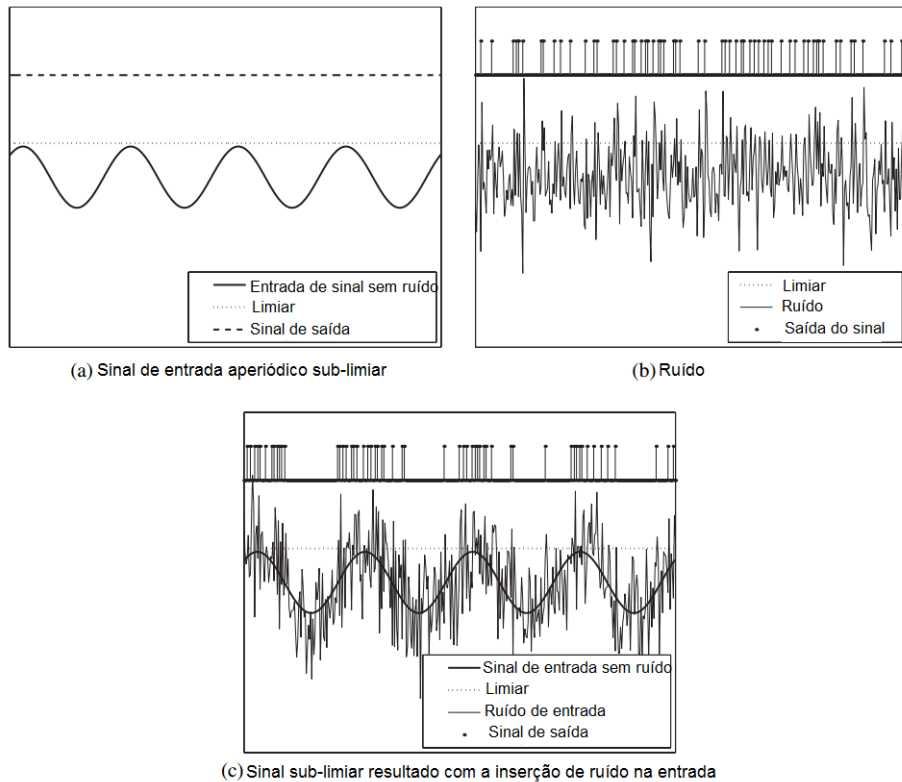 Entrada de sinal sem ruído
Limiar
Sinal de saída
(a) Sinal de entrada aperiódico sub-limiar
Limiar
Ruído
Saída do sinal
(b) Ruído
Sinal de entrada sem ruído
Limiar
Ruído de entrada
Sinal de saída
(c) Sinal sub-limiar resultado com a inserção de ruído na entrada